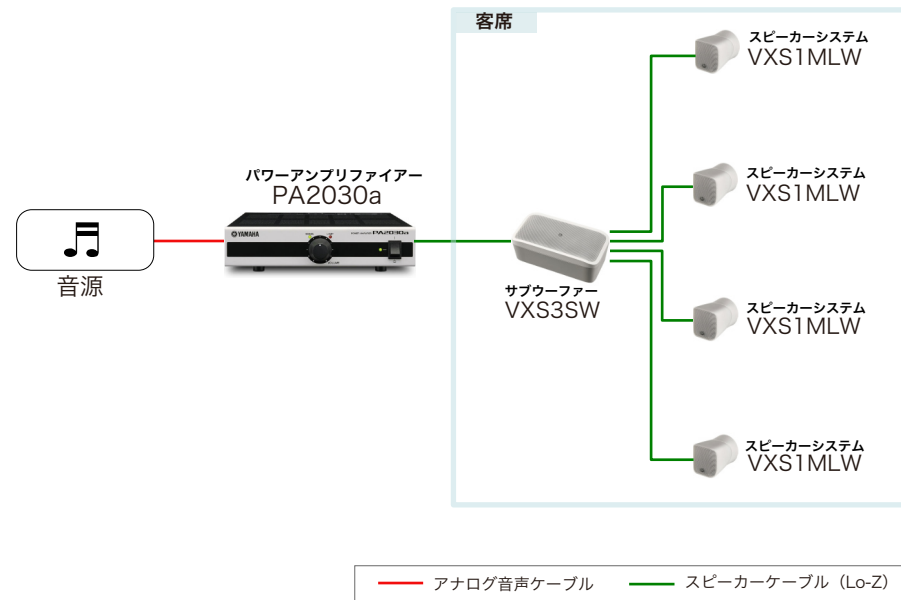 客席
スピーカーシステム
VXS1MLW
パワーアンプリファイアー
PA2030a
スピーカーシステム
VXS1MLW
YAMAHA
PA2030a
音源
サブウーファー
VXS3SW
スピーカーシステム
VXS1MLW
スピーカーシステム
VXS1MLW
アナログ音声ケーブル
スピーカーケーブル（Lo-Z）